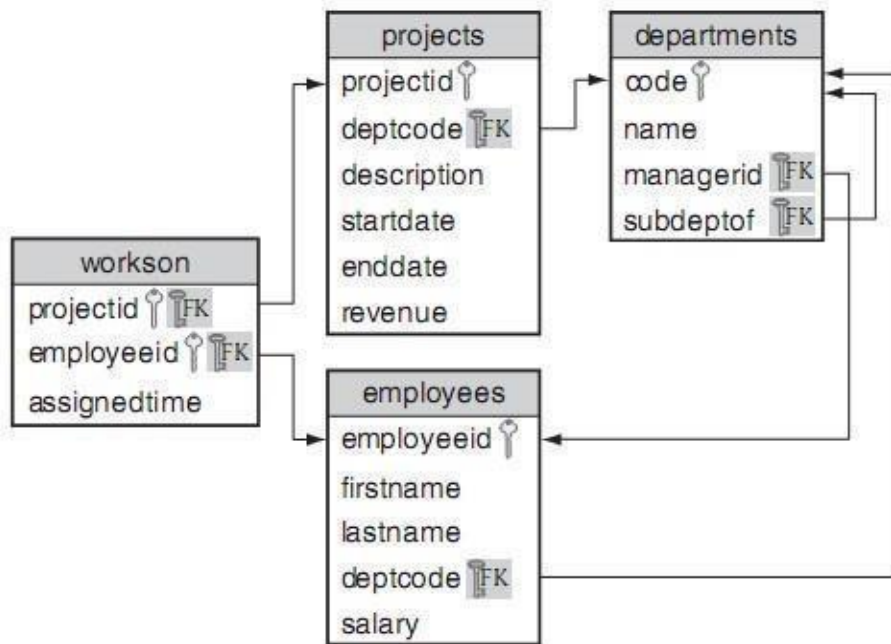 projects
projectid
deptcode FK
description
startdate
enddate
revenue
departments
code
name
managerid FK
subdeptof FK
workson
projectid FK
employeeid FK
assignedtime
employees
employeeid
firstname
lastname
deptcode FK
salary